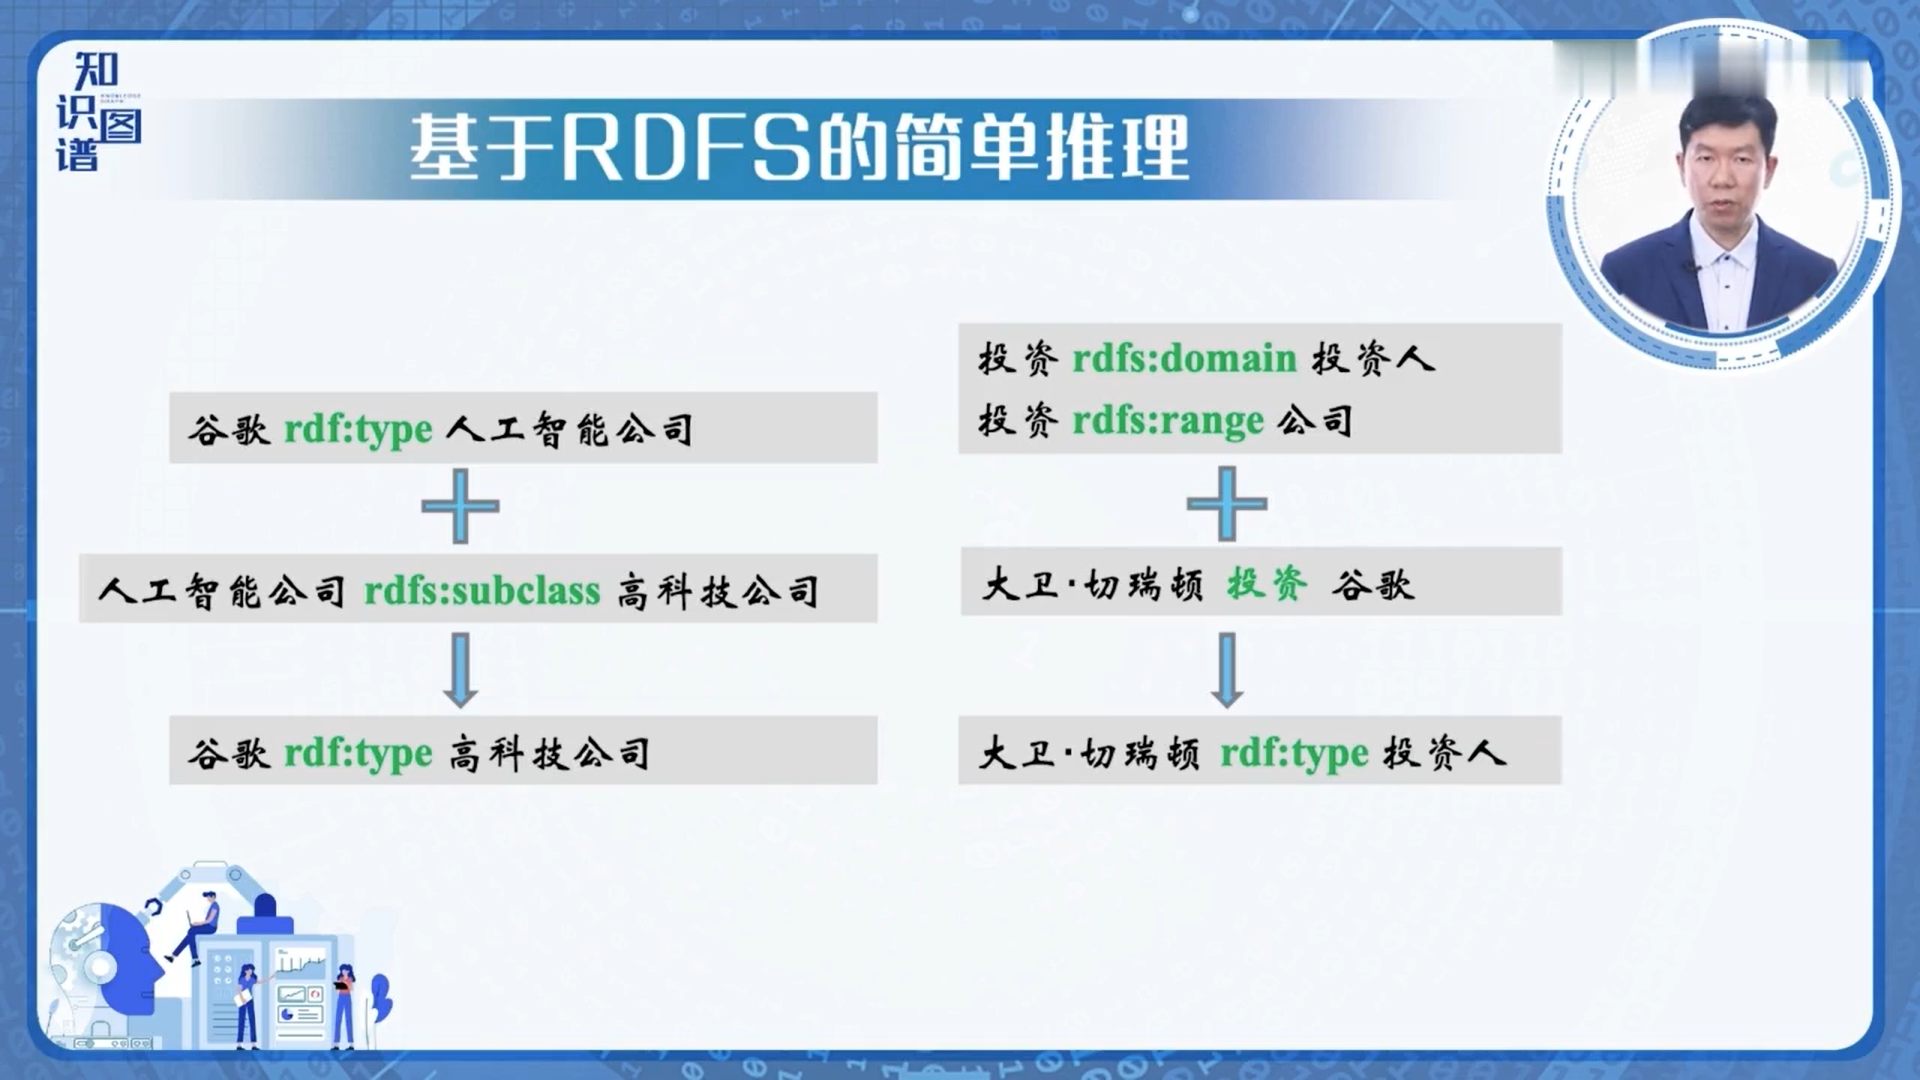 知识图谱
KNOWLEDGE GRAPH
基于RDFS的简单推理
谷歌 rdf:type 人工智能公司
人工智能公司 rdfs:subclass 高科技公司
谷歌 rdf:type 高科技公司
投资 rdfs:domain 投资人
投资 rdfs:range 公司
大卫·切瑞顿 投资 谷歌
大卫·切瑞顿 rdf:type 投资人